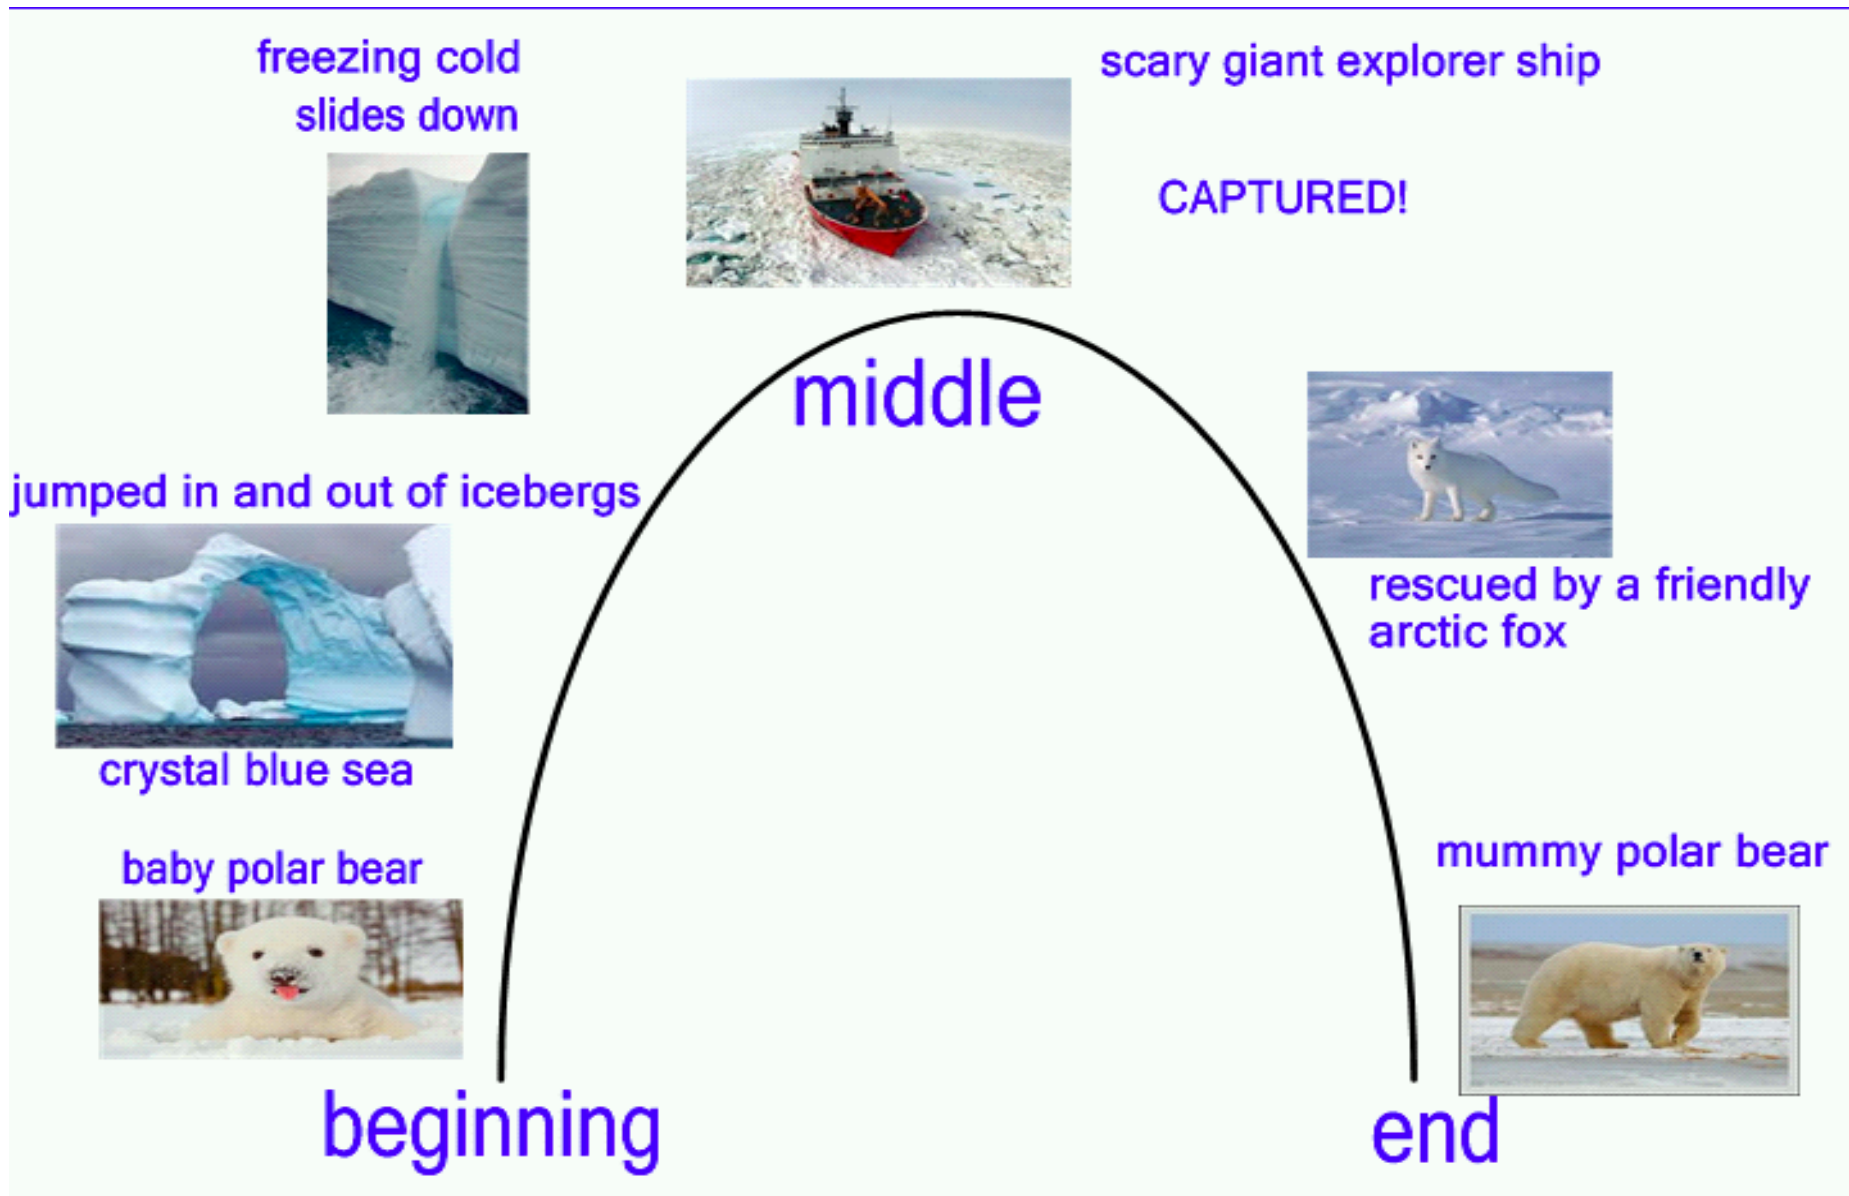 freezing cold
slides down
scary giant explorer ship
CAPTURED!
middle
jumped in and out of icebergs
crystal blue sea
rescued by a friendly
arctic fox
baby polar bear
mummy polar bear
beginning
end